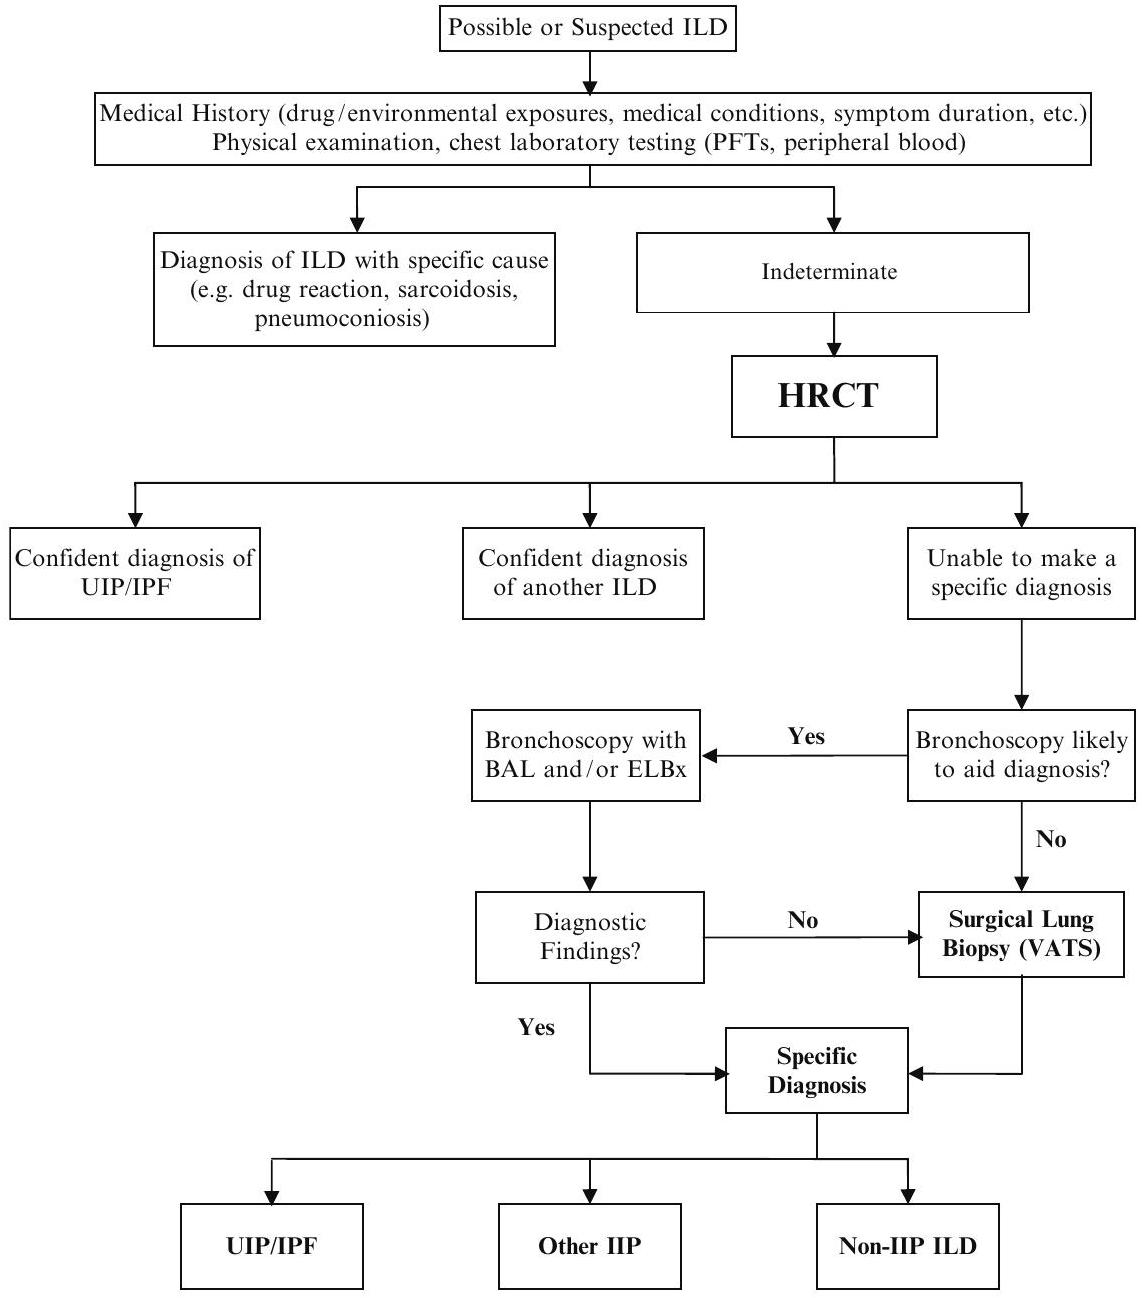 Possible or Suspected ILD
Medical History (drug/environmental exposures, medical conditions, symptom duration, etc.)
Physical examination, chest laboratory testing (PFTs, peripheral blood)
Diagnosis of ILD with specific cause
(e.g. drug reaction, sarcoidosis,
pneumoconiosis)
Indeterminate
HRCT
Confident diagnosis of
UIP/IPF
Confident diagnosis
of another ILD
Unable to make a
specific diagnosis
Bronchoscopy with
BAL and/or ELBx
Yes
Bronchoscopy likely
to aid diagnosis?
No
Diagnostic
Findings?
No
Surgical Lung
Biopsy (VATS)
Yes
Specific
Diagnosis
UIP/IPF
Other IIP
Non-IIP ILD